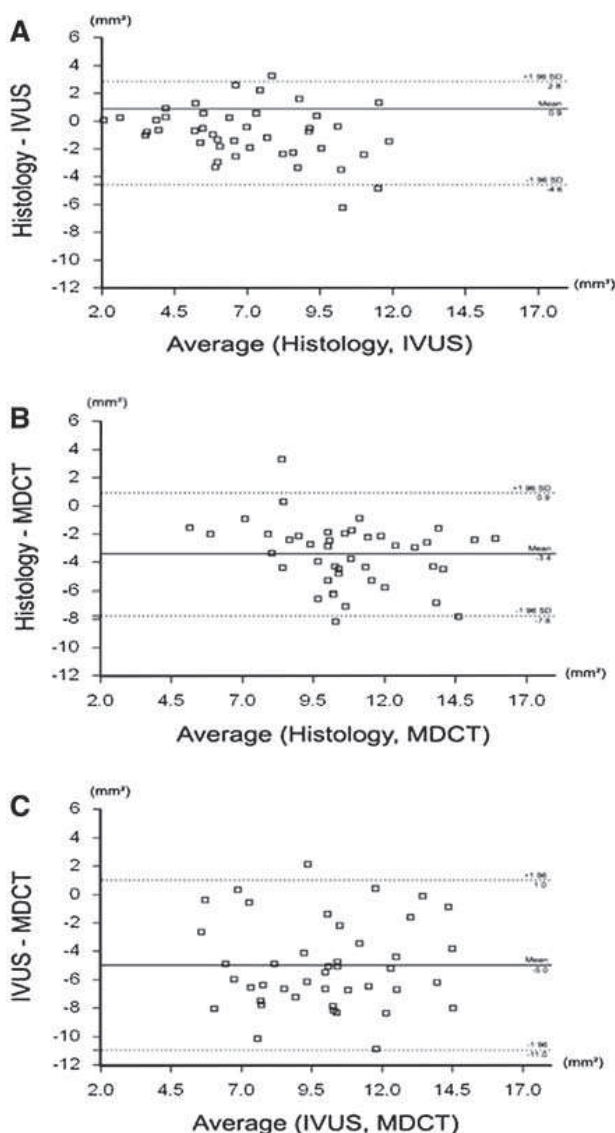 A
(mm²)
6
4
+1.96 SD
2.8
2
Mean
0.9
0
-2
-4
-1.96 SD
-4.6
-6
-8
-10
-12
(mm²)
2.0 4.5 7.0 9.5 12.0 14.5 17.0
Histology - IVUS
Average (Histology, IVUS)
B
(mm²)
6
4
2
+1.96 SD
0.9
0
-2
Mean
-3.4
-4
-6
-1.96 SD
-7.8
-8
-10
-12
(mm²)
2.0 7.0 9.5 12.0 14.5 17.0
Histology - MDCT
Average (Histology, MDCT)
C
(mm²)
6
4
2
+1.96
1.0
0
-2
-4
Mean
-5.0
-6
-8
-10
-1.96
-11.0
-12
(mm²)
2.0 7.0 9.5 12.0 14.5 17.0
IVUS - MDCT
Average (IVUS, MDCT)